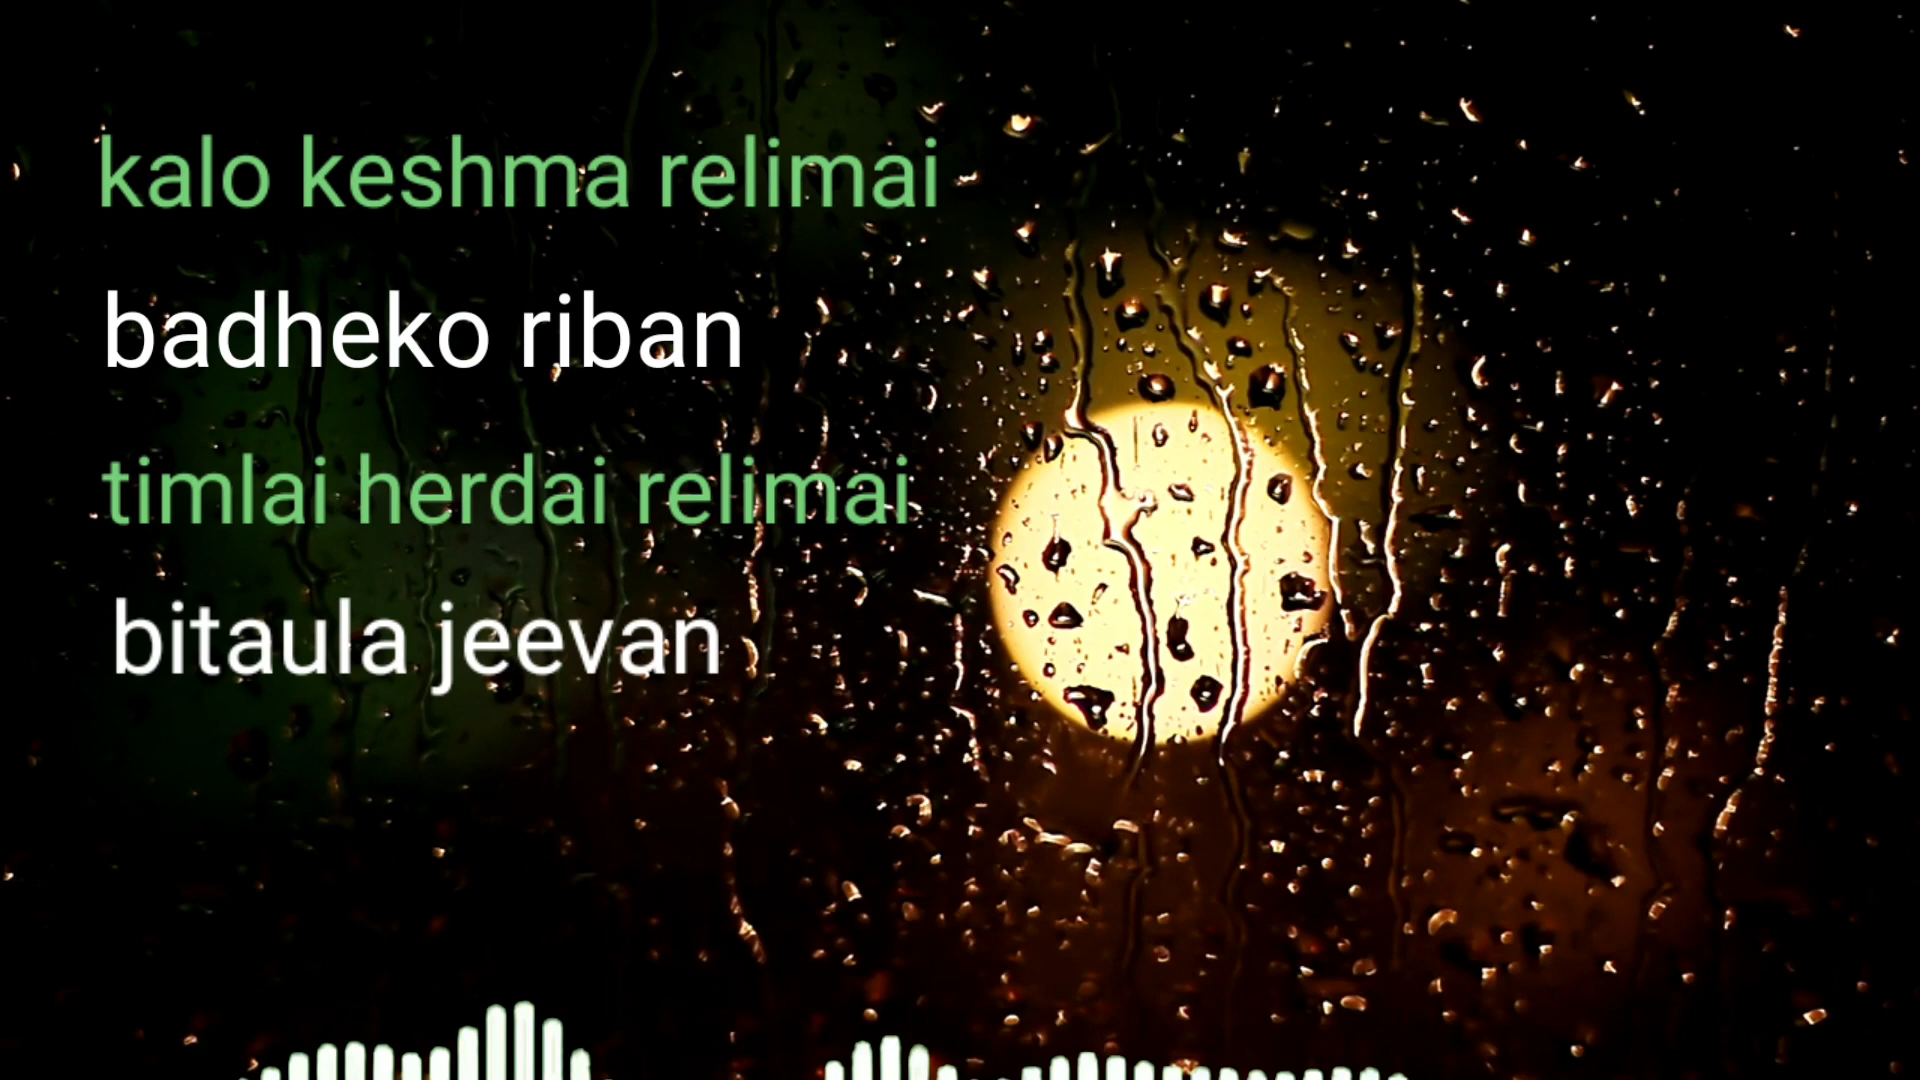 kalo keshma relimai
badheko riban
timlai herdai relimai
bitaula jeevan